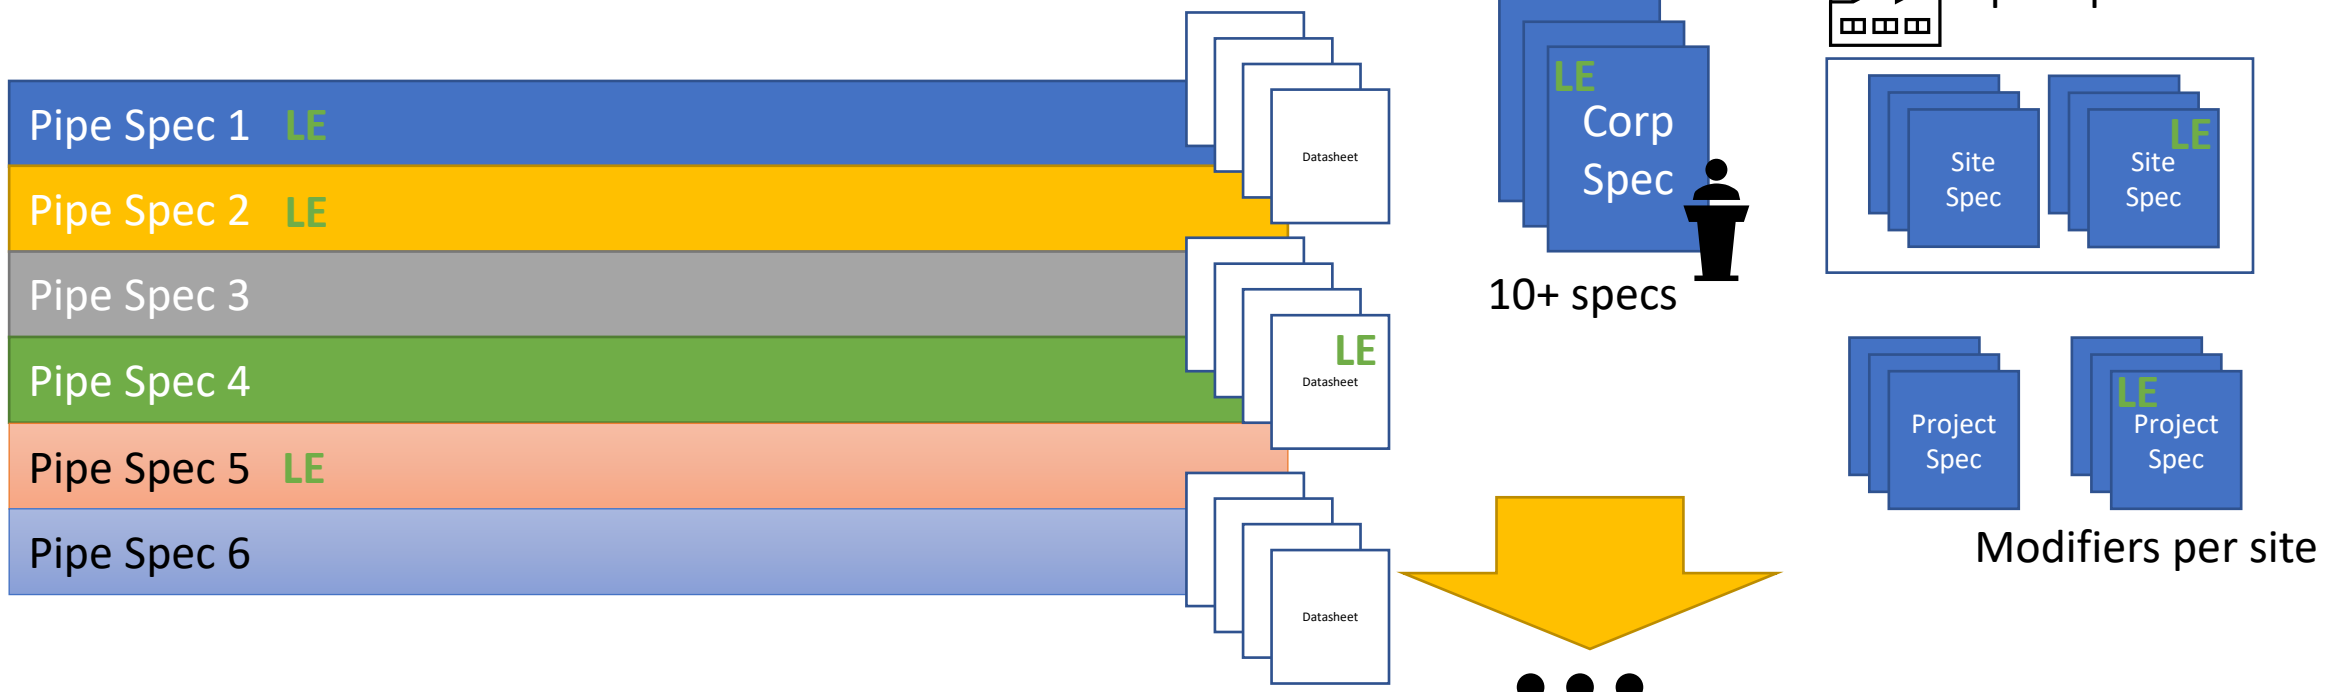 Pipe Spec 1 LE
Pipe Spec 2 LE
Pipe Spec 3
Pipe Spec 4
Pipe Spec 5 LE
Pipe Spec 6
Datasheet
LE
Datasheet
Datasheet
LE
Corp
Spec
10+ specs
Site
Spec
LE
Site
Spec
Project
Spec
LE
Project
Spec
Modifiers per site